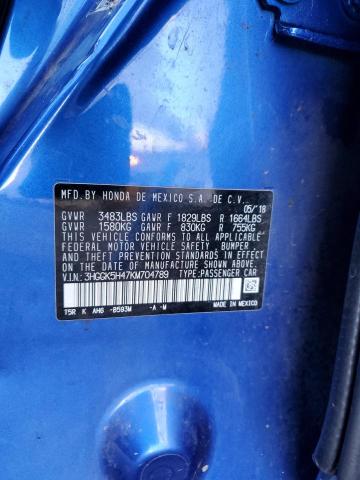 MFD. BY HONDA DE MEXICO S.A. DE C.V.
05/'18
GVWR 3483LBS GAWR F 1829LBS R 1664LBS
GVWR 1580KG GAWR F 830KG R 755KG
THIS VEHICLE CONFORMS TO ALL APPLICABLE
FEDERAL MOTOR VEHICLE SAFETY, BUMPER,
AND THEFT PREVENTION STANDARDS IN EFFECT
ON THE DATE OF MANUFACTURE SHOWN ABOVE.
V.I.N: 3HGGK5H47KM704789 TYPE:PASSENGER CAR
T5R K AH6 -B593M -A -M MADE IN MEXICO